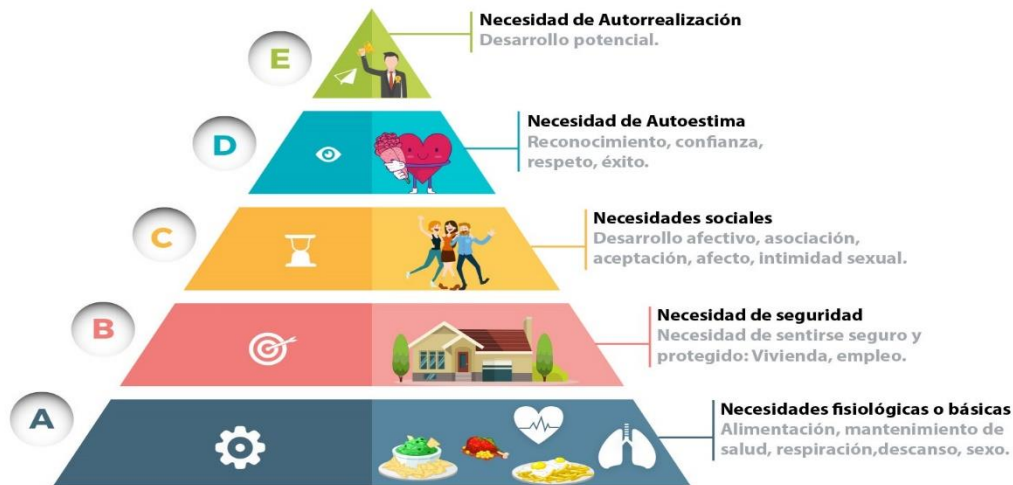 E
Necesidad de Autorrealización
Desarrollo potencial.
D
Necesidad de Autoestima
Reconocimiento, confianza,
respeto, éxito.
C
Necesidades sociales
Desarrollo afectivo, asociación,
aceptación, afecto, intimidad sexual.
B
Necesidad de seguridad
Necesidad de sentirse seguro y
protegido: Vivienda, empleo.
A
Necesidades fisiológicas o básicas
Alimentación, mantenimiento de
salud, respiración,descanso, sexo.